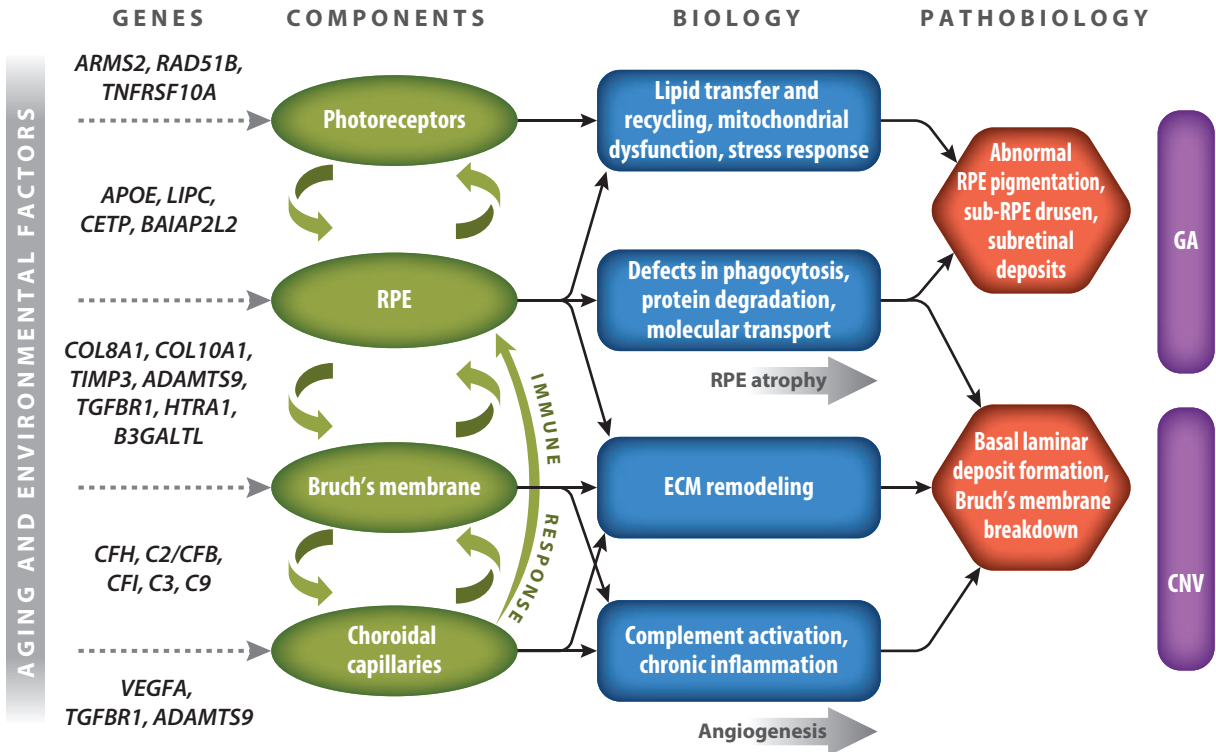 GENES
COMPONENTS
BIOLOGY
PATHOBIOLOGY
AGING AND ENVIRONMENTAL FACTORS
ARMS2, RAD51B,
TNFRSF10A
APOE, LIPC,
CETP, BAIAP2L2
COL8A1, COL10A1,
TIMP3, ADAMTS9,
TGFBR1, HTRA1,
B3GALTL
CFH, C2/CFB,
CFI, C3, C9
VEGFA,
TGFBR1, ADAMTS9
Photoreceptors
RPE
Bruch’s membrane
Choroidal
capillaries
IMMUNE RESPONSE
Lipid transfer and
recycling, mitochondrial
dysfunction, stress response
Defects in phagocytosis,
protein degradation,
molecular transport
RPE atrophy
ECM remodeling
Complement activation,
chronic inflammation
Angiogenesis
Abnormal
RPE pigmentation,
sub-RPE drusen,
subretinal
deposits
Basal laminar
deposit formation,
Bruch’s membrane
breakdown
GA
CNV